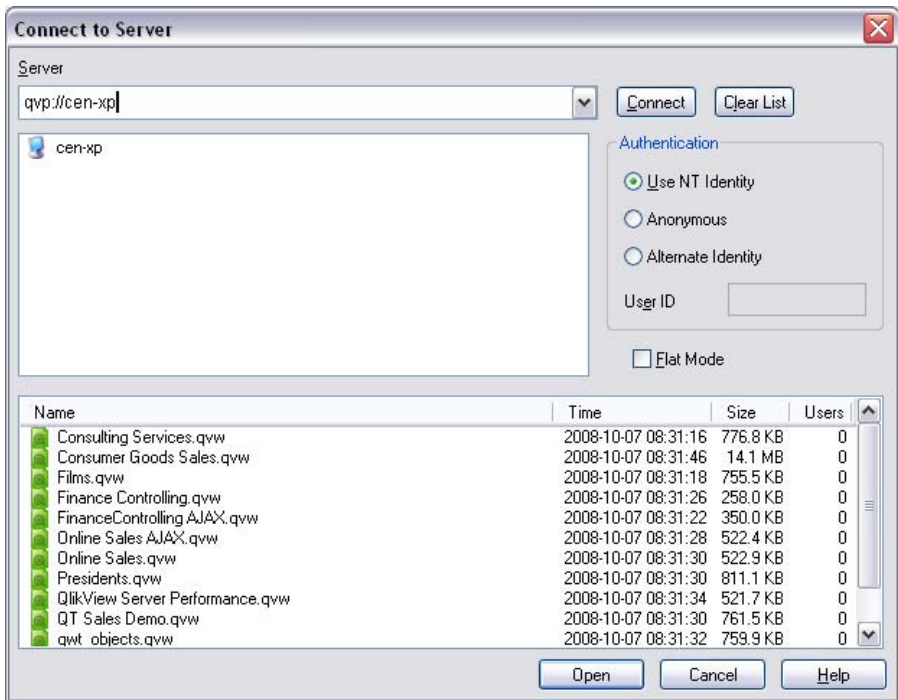 Connect to Server
Server
qvp://cen-xp
Connect
Clear List
cen-xp
Authentication
Use NT Identity
Anonymous
Alternate Identity
User ID
Flat Mode
Name Time Size Users
Consulting Services.qvw 2008-10-07 08:31:16 776.8 KB 0
Consumer Goods Sales.qvw 2008-10-07 08:31:46 14.1 MB 0
Films.qvw 2008-10-07 08:31:18 755.5 KB 0
Finance Controlling.qvw 2008-10-07 08:31:26 258.0 KB 0
FinanceControlling AJAX.qvw 2008-10-07 08:31:22 350.0 KB 0
Online Sales AJAX.qvw 2008-10-07 08:31:28 522.4 KB 0
Online Sales.qvw 2008-10-07 08:31:30 522.9 KB 0
Presidents.qvw 2008-10-07 08:31:30 811.1 KB 0
QlikView Server Performance.qvw 2008-10-07 08:31:34 521.7 KB 0
QT Sales Demo.qvw 2008-10-07 08:31:30 761.5 KB 0
qwt_objects.qvw 2008-10-07 08:31:32 759.9 KB 0
Open Cancel Help